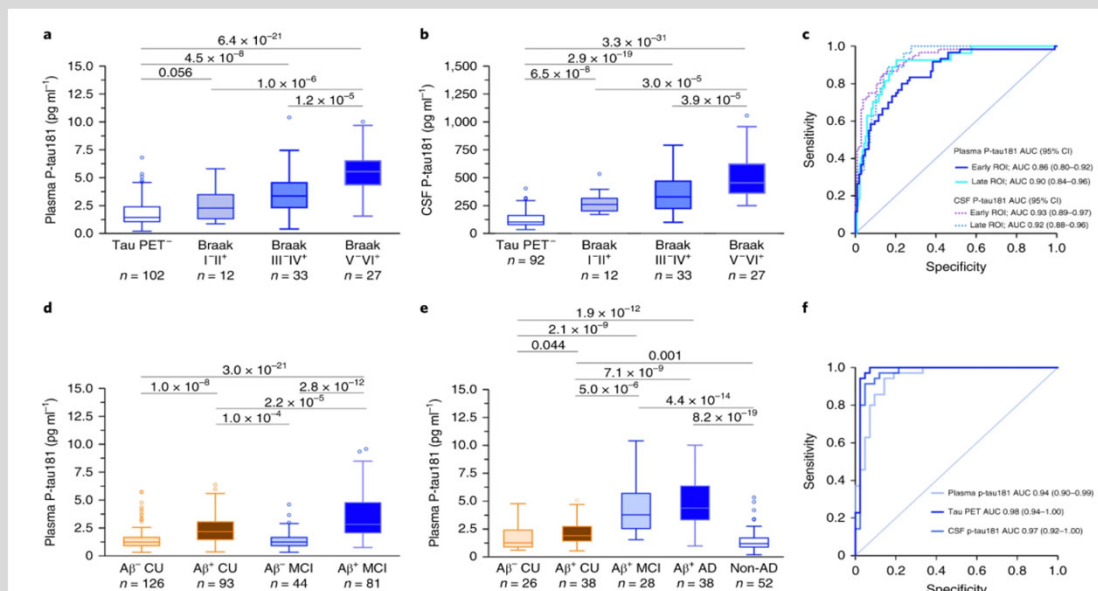 a
6.4 × 10−21
4.5 × 10−8
0.056
1.0 × 10−6
1.2 × 10−5
Plasma P-tau181 (pg ml−1)
15.0
12.5
10.0
7.5
5.0
2.5
0
Tau PET− Braak Braak Braak
I–II+ III–IV+ V–VI+
n = 102 n = 12 n = 33 n = 27
b
3.3 × 10−31
2.9 × 10−19
6.5 × 10−8
3.0 × 10−5
3.9 × 10−5
CSF P-tau181 (pg ml−1)
1,500
1,250
1,000
750
500
250
0
Tau PET− Braak Braak Braak
I–II+ III–IV+ V–VI+
n = 92 n = 12 n = 33 n = 27
c
Sensitivity
1.0
0.8
0.6
0.4
0.2
0
Plasma P-tau181 AUC (95% CI)
Early ROI; AUC 0.86 (0.80–0.92)
Late ROI; AUC 0.90 (0.84–0.96)
CSF P-tau181 AUC (95% CI)
Early ROI; AUC 0.93 (0.89–0.97)
Late ROI; AUC 0.92 (0.88-0.96)
0 0.2 0.4 0.6 0.8 1.0
Specificity
d
3.0 × 10−21
1.0 × 10−8
2.8 × 10−12
2.2 × 10−5
1.0 × 10−4
Plasma P-tau181 (pg ml−1)
15.0
12.5
10.0
7.5
5.0
2.5
0
Aβ− CU Aβ+ CU Aβ− MCI Aβ+ MCI
n = 126 n = 93 n = 44 n = 81
e
1.9 × 10−12
2.1 × 10−9
0.044
0.001
7.1 × 10−9
5.0 × 10−6
4.4 × 10−14
8.2 × 10−19
Plasma P-tau181 (pg ml−1)
15.0
12.5
10.0
7.5
5.0
2.5
0
Aβ− CU Aβ+ CU Aβ+ MCI Aβ+ AD Non-AD
n = 26 n = 38 n = 28 n = 38 n = 52
f
Sensitivity
1.0
0.8
0.6
0.4
0.2
0
Plasma p-tau181 AUC 0.94 (0.90–0.99)
Tau PET AUC 0.98 (0.94–1.00)
CSF p-tau181 AUC 0.97 (0.92–1.00)
0 0.2 0.4 0.6 0.8 1.0
Specificity